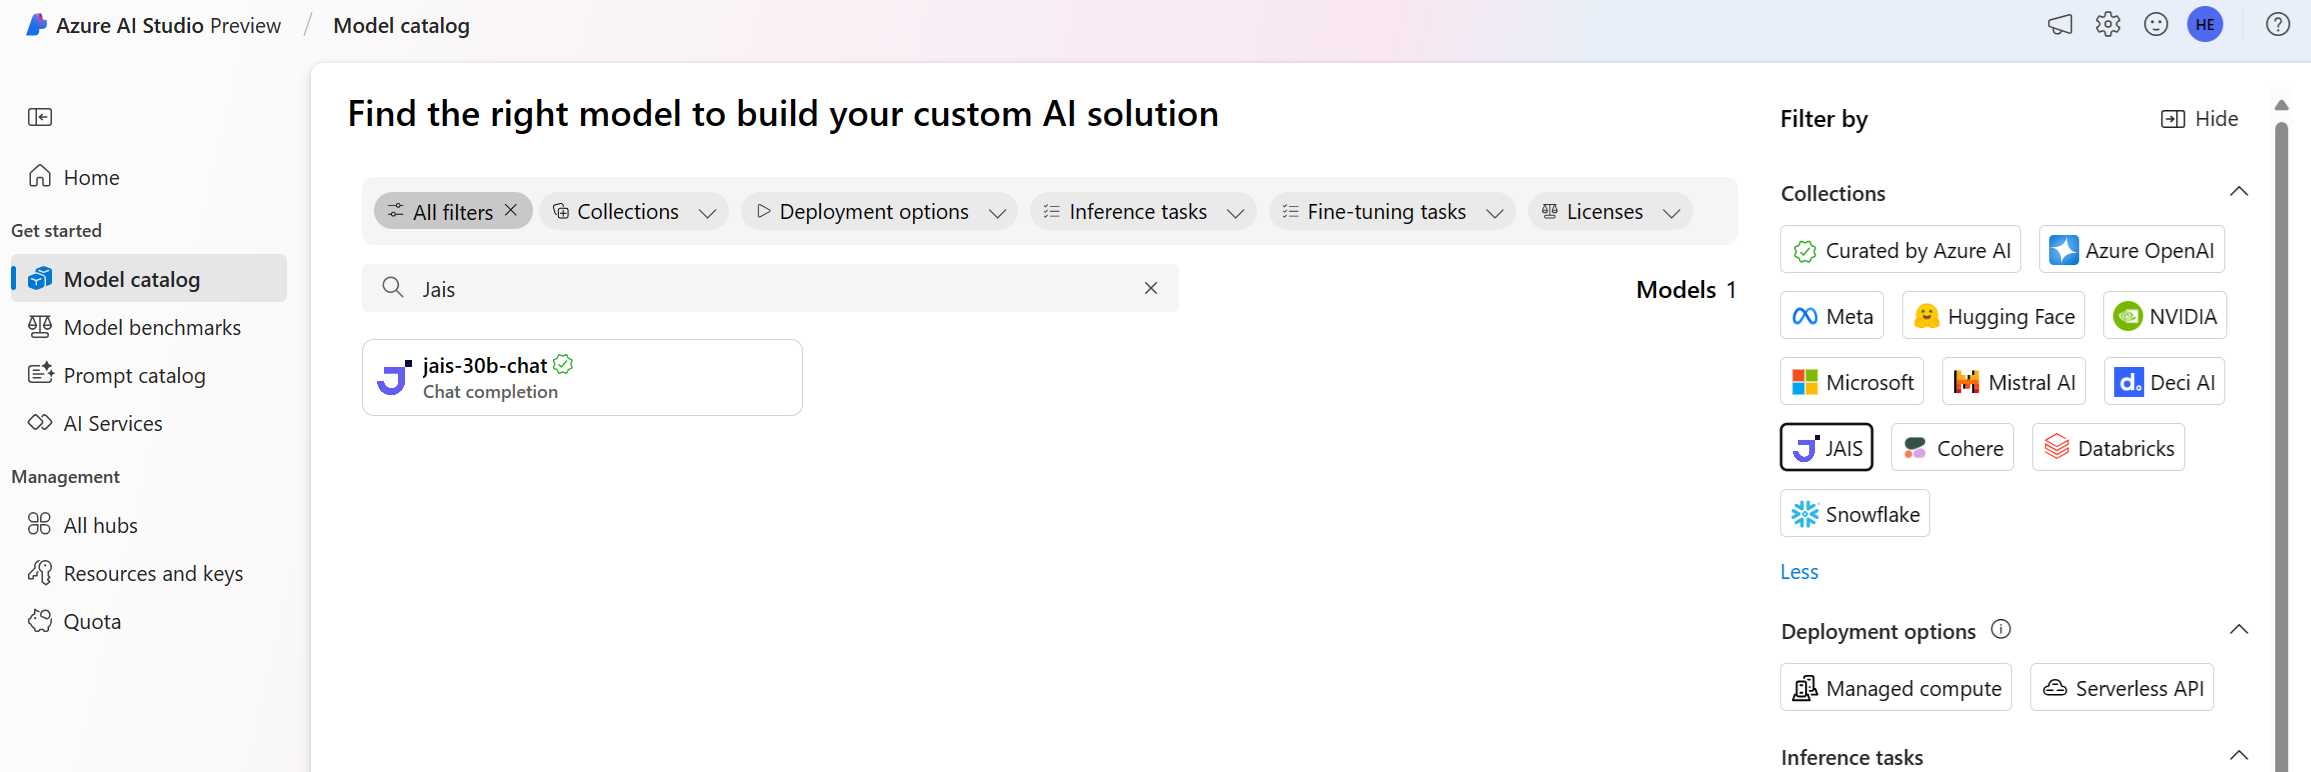 Azure AI Studio Preview / Model catalog
HE
Home
Get started
Model catalog
Model benchmarks
Prompt catalog
AI Services
Management
All hubs
Resources and keys
Quota
Find the right model to build your custom AI solution
All filters
Collections
Deployment options
Inference tasks
Fine-tuning tasks
Licenses
Jais
Models 1
jais-30b-chat
Chat completion
Filter by
Hide
Collections
Curated by Azure AI
Azure OpenAI
Meta
Hugging Face
NVIDIA
Microsoft
Mistral AI
d. Deci AI
JAIS
Cohere
Databricks
Snowflake
Less
Deployment options
Managed compute
Serverless API
Inference tasks